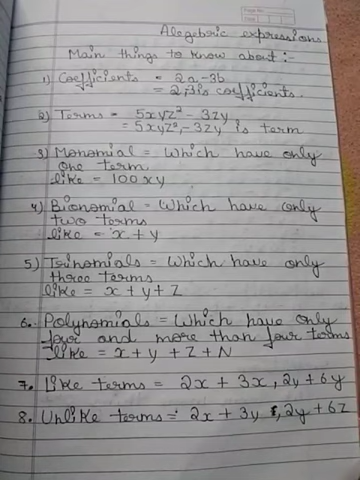 Alegebric expressions
Main things to know about :-
1) Coefficients = 2a-3b
= 2,3 is coefficients.
2) Terms = 5xyz² - 3zy
= 5xyz², -3zy is term
3) Monomial = Which have only
one term
like = 100xy
4) Bionomial = Which have only
two terms
like = x+y
5) Trinomials = Which have only
three terms
like = x + y + z
6. Polynomials = Which have only
four and more than four terms
like = x + y + z + N
7. like terms = 2x + 3x, 2y + 6y
8. Unlike terms = 2x + 3y, 2y + 6z